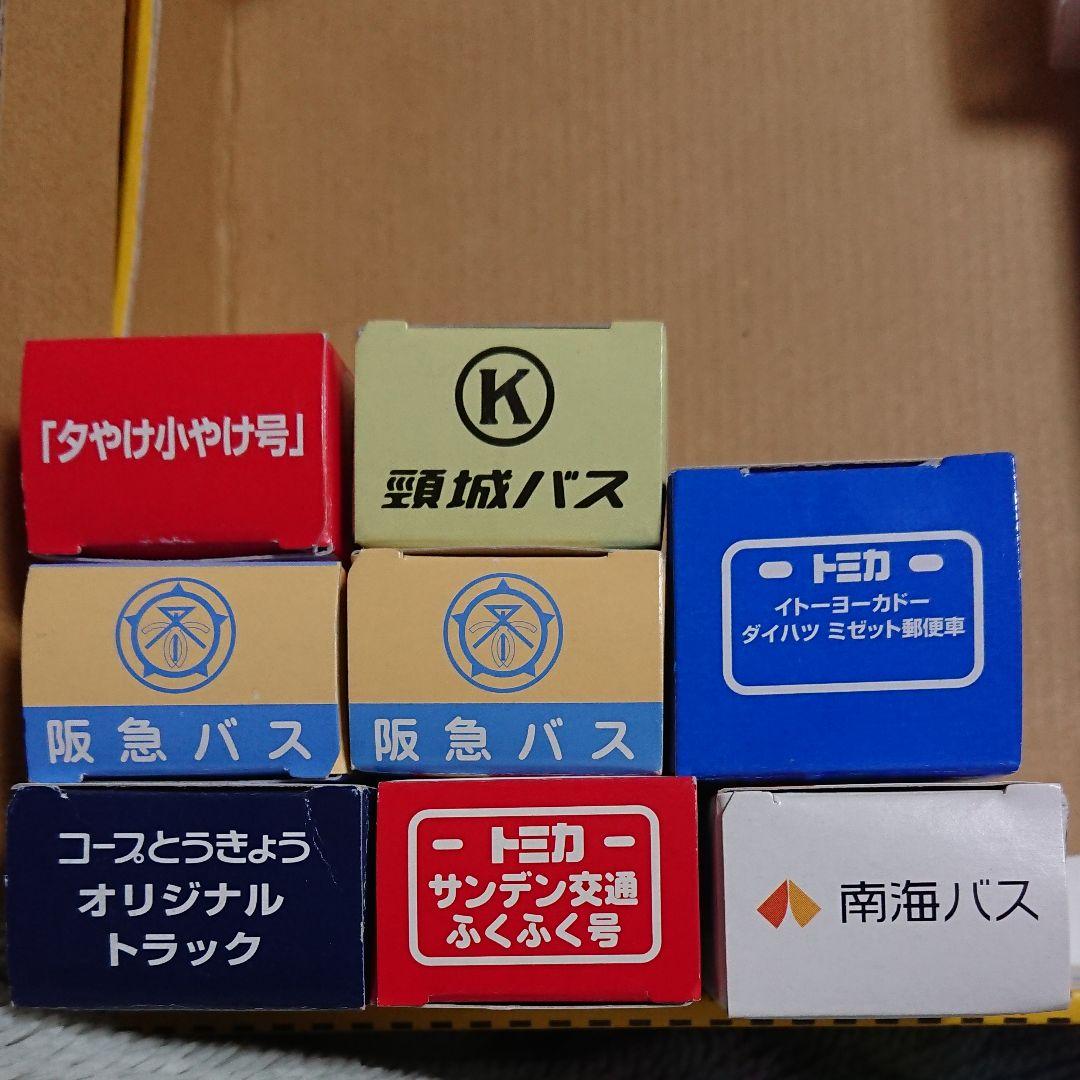 「夕やけ小やけ号」
K
頸城バス
阪急バス
阪急バス
トミカ
イトーヨーカドー
ダイハツ ミゼット郵便車
コープとうきょう
オリジナル
トラック
トミカ
サンデン交通
ふくふく号
南海バス